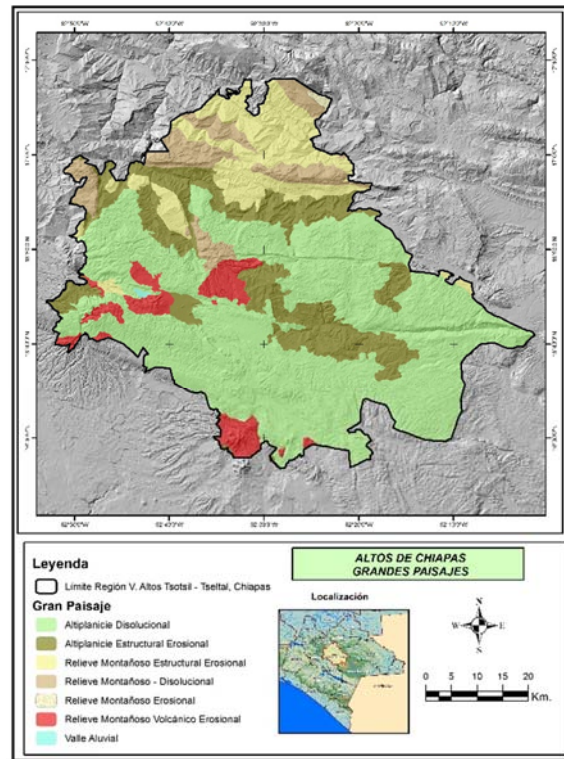 Leyenda
Límite Región V. Altos Tsotsil - Tseltal, Chiapas
Gran Paisaje
Altiplanicie Disolucional
Altiplanicie Estructural Erosional
Relieve Montañoso Estructural Erosional
Relieve Montañoso - Disolucional
Relieve Montañoso Erosional
Relieve Montañoso Volcánico Erosional
Valle Aluvial
ALTOS DE CHIAPAS
GRANDES PAISAJES
Localización
N
W E
S
0 5 10 15 20
Km.